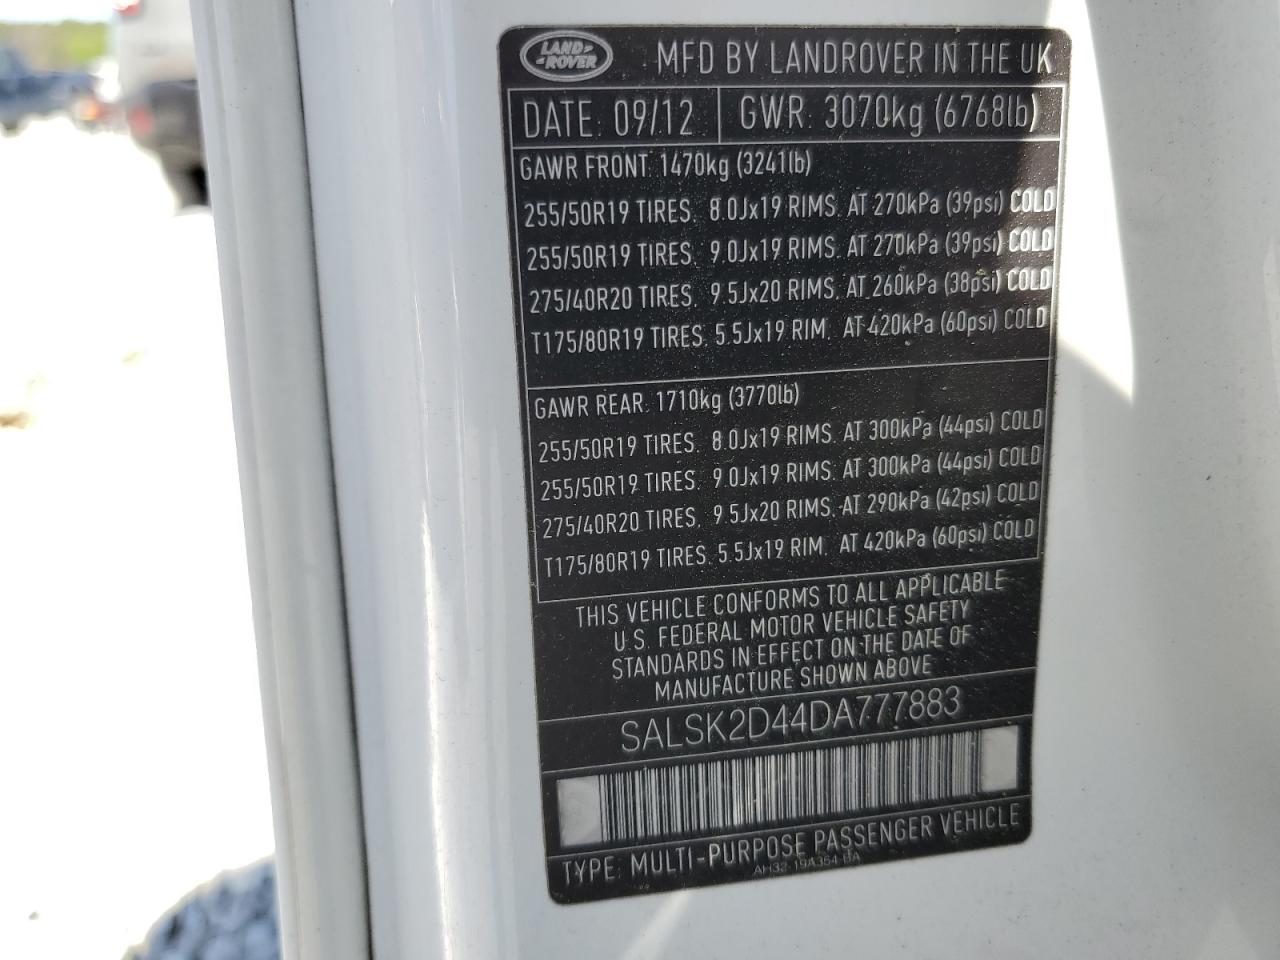 LAND ROVER
MFD BY LANDROVER IN THE UK
DATE: 09/12 GWR: 3070kg (6768lb)
GAWR FRONT: 1470kg (3241lb)
255/50R19 TIRES, 8.0Jx19 RIMS, AT 270kPa (39psi) COLD
255/50R19 TIRES, 9.0Jx19 RIMS, AT 270kPa (39psi) COLD
275/40R20 TIRES, 9.5Jx20 RIMS, AT 260kPa (38psi) COLD
T175/80R19 TIRES, 5.5Jx19 RIM, AT 420kPa (60psi) COLD
GAWR REAR: 1710kg (3770lb)
255/50R19 TIRES, 8.0Jx19 RIMS, AT 300kPa (44psi) COLD
255/50R19 TIRES, 9.0Jx19 RIMS, AT 300kPa (44psi) COLD
275/40R20 TIRES, 9.5Jx20 RIMS, AT 290kPa (42psi) COLD
T175/80R19 TIRES, 5.5Jx19 RIM, AT 420kPa (60psi) COLD
THIS VEHICLE CONFORMS TO ALL APPLICABLE
U.S. FEDERAL MOTOR VEHICLE SAFETY
STANDARDS IN EFFECT ON THE DATE OF
MANUFACTURE SHOWN ABOVE
SALSK2D44DA777883
TYPE: MULTI-PURPOSE PASSENGER VEHICLE
AH32-19A354-BA